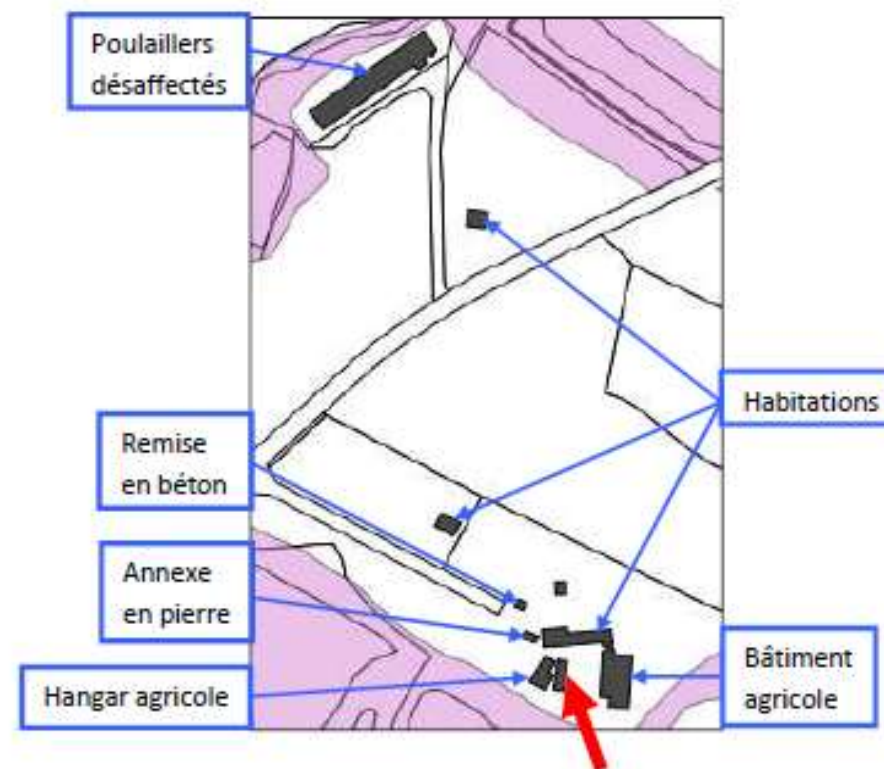 Poulaillers
désaffectés
Habitations
Remise
en béton
Annexe
en pierre
Hangar agricole
Bâtiment
agricole